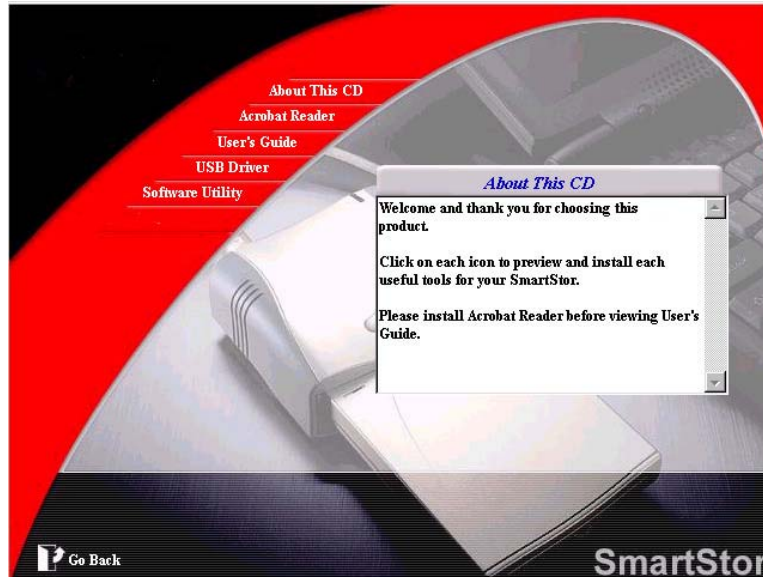 About This CD
Acrobat Reader
User's Guide
USB Driver
Software Utility
About This CD
Welcome and thank you for choosing this
product.
Click on each icon to preview and install each
useful tools for your SmartStor.
Please install Acrobat Reader before viewing User's
Guide.
Go Back
SmartStor